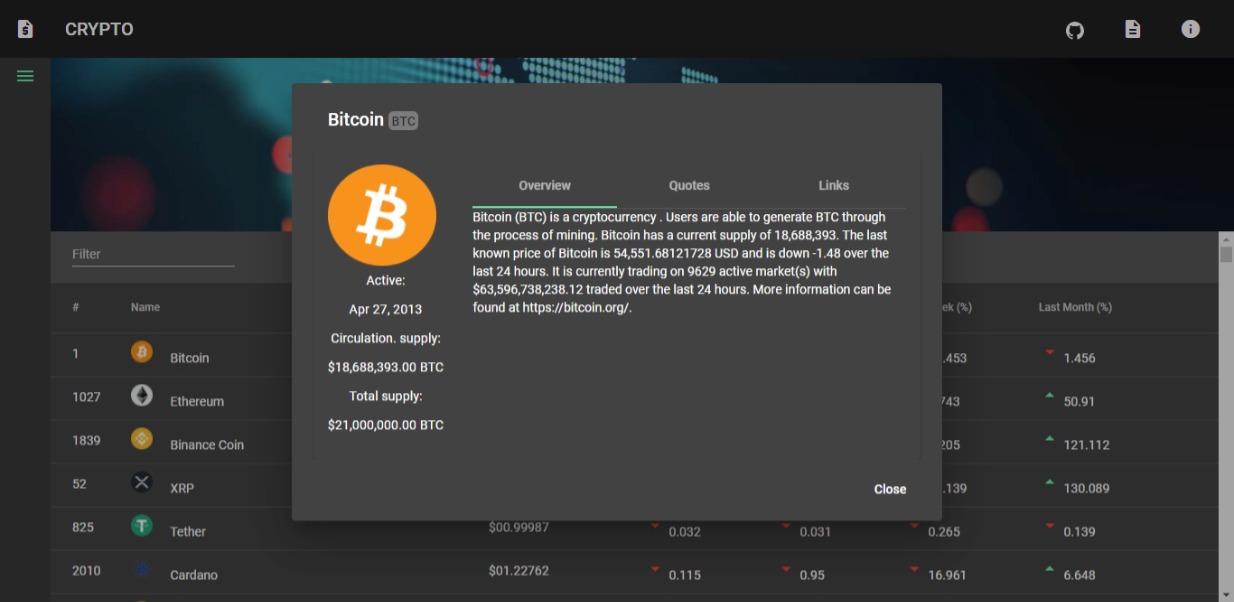 CRYPTO
Bitcoin BTC
Overview Quotes Links
Bitcoin (BTC) is a cryptocurrency . Users are able to generate BTC through
the process of mining. Bitcoin has a current supply of 18,688,393. The last
known price of Bitcoin is 54,551.68121728 USD and is down -1.48 over the
last 24 hours. It is currently trading on 9629 active market(s) with
$63,596,738,238.12 traded over the last 24 hours. More information can be
found at https://bitcoin.org/.
Active:
Apr 27, 2013
Circulation. supply:
$18,688,393.00 BTC
Total supply:
$21,000,000.00 BTC
Close
Filter
# Name Last Month (%)
1 Bitcoin .453 1.456
1027 Ethereum 743 50.91
1839 Binance Coin 205 121.112
52 XRP .139 130.089
825 Tether $00.99987 0.032 0.031 0.265 0.139
2010 Cardano $01.22762 0.115 0.95 16.961 6.648